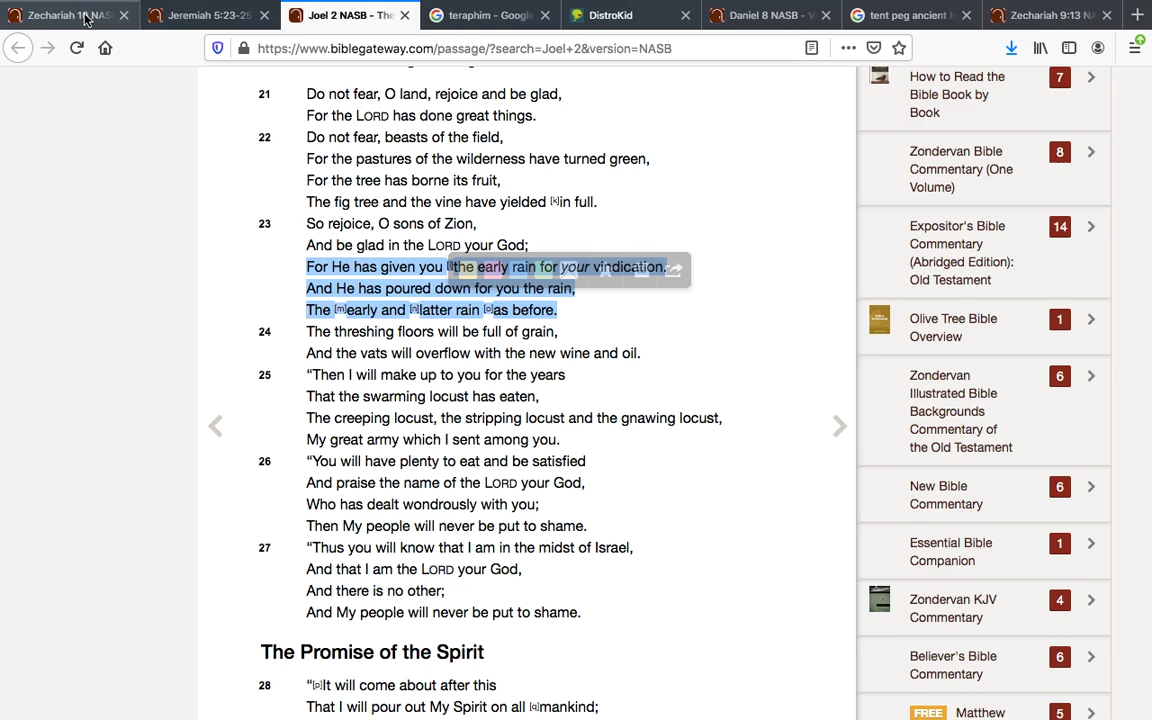 Zechariah 10 NAS
Jeremiah 5:23-25
Joel 2 NASB - The
teraphim - Google
DistroKid
Daniel 8 NASB - V
tent peg ancient h
Zechariah 9:13 NA
https://www.biblegateway.com/passage/?search=Joel+2&version=NASB
21 Do not fear, O land, rejoice and be glad,
For the LORD has done great things.
22 Do not fear, beasts of the field,
For the pastures of the wilderness have turned green,
For the tree has borne its fruit,
The fig tree and the vine have yielded [k]in full.
23 So rejoice, O sons of Zion,
And be glad in the LORD your God;
For He has given you [l]the early rain for your vindication.
And He has poured down for you the rain,
The [m]early and [n]latter rain [o]as before.
24 The threshing floors will be full of grain,
And the vats will overflow with the new wine and oil.
25 “Then I will make up to you for the years
That the swarming locust has eaten,
The creeping locust, the stripping locust and the gnawing locust,
My great army which I sent among you.
26 “You will have plenty to eat and be satisfied
And praise the name of the LORD your God,
Who has dealt wondrously with you;
Then My people will never be put to shame.
27 “Thus you will know that I am in the midst of Israel,
And that I am the LORD your God,
And there is no other;
And My people will never be put to shame.
The Promise of the Spirit
28 “[p]It will come about after this
That I will pour out My Spirit on all [q]mankind;
How to Read the 7
Bible Book by
Book
Zondervan Bible 8
Commentary (One
Volume)
Expositor's Bible 14
Commentary
(Abridged Edition):
Old Testament
Olive Tree Bible 1
Overview
Zondervan 6
Illustrated Bible
Backgrounds
Commentary of
the Old Testament
New Bible 6
Commentary
Essential Bible 1
Companion
Zondervan KJV 4
Commentary
Believer's Bible 6
Commentary
FREE Matthew 5